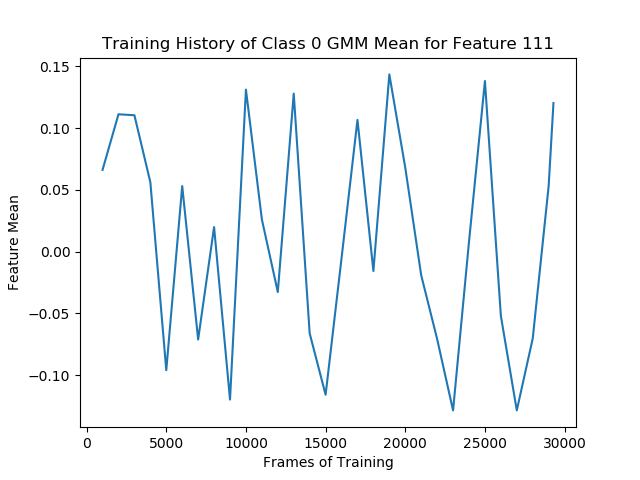 Training History of Class 0 GMM Mean for Feature 111
0.15
0.10
0.05
0.00
−0.05
−0.10
Feature Mean
0 5000 10000 15000 20000 25000 30000
Frames of Training